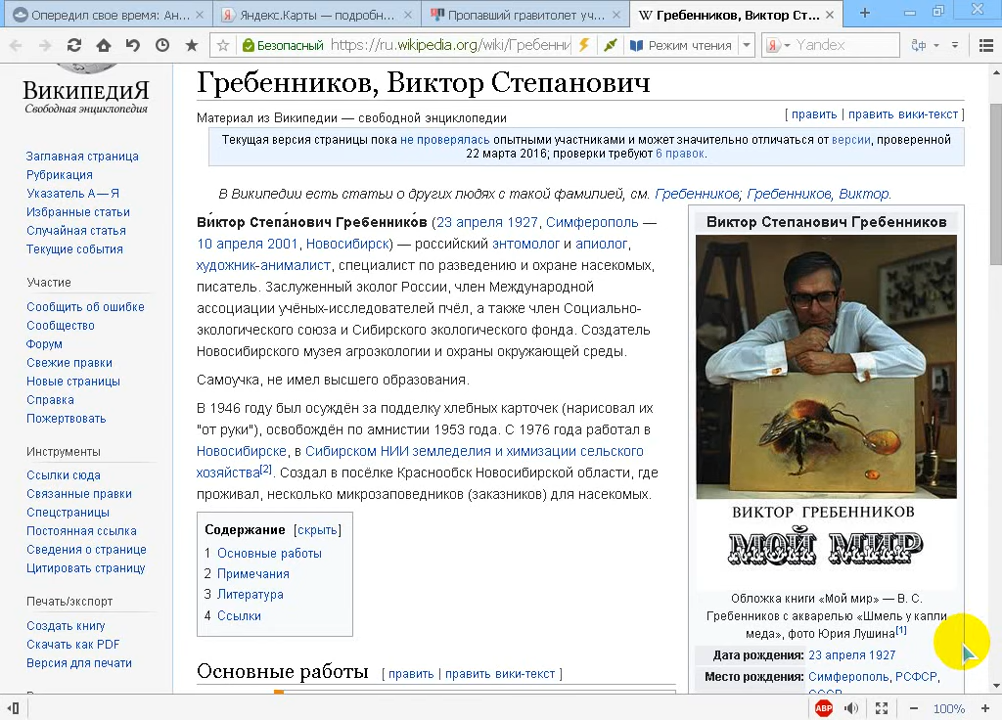 Опередил свое время: Ан...
Яндекс.Карты — подробн...
Пропавший гравитолет уч...
W Гребенников, Виктор Ст...
Безопасный
https://ru.wikipedia.org/wiki/Гребенни
Режим чтения
Yandex
ВикипедиЯ
Свободная энциклопедия
Заглавная страница
Рубрикация
Указатель А — Я
Избранные статьи
Случайная статья
Текущие события
Участие
Сообщить об ошибке
Сообщество
Форум
Свежие правки
Новые страницы
Справка
Пожертвовать
Инструменты
Ссылки сюда
Связанные правки
Спецстраницы
Постоянная ссылка
Сведения о странице
Цитировать страницу
Печать/экспорт
Создать книгу
Скачать как PDF
Версия для печати
Гребенников, Виктор Степанович
Материал из Википедии — свободной энциклопедии
[ править | править вики-текст ]
Текущая версия страницы пока не проверялась опытными участниками и может значительно отличаться от версии, проверенной
22 марта 2016; проверки требуют 6 правок.
В Википедии есть статьи о других людях с такой фамилией, см. Гребенников; Гребенников, Виктор.
Ви́ктор Степа́нович Гребеннико́в (23 апреля 1927, Симферополь —
10 апреля 2001, Новосибирск) — российский энтомолог и апиолог,
художник-анималист, специалист по разведению и охране насекомых,
писатель. Заслуженный эколог России, член Международной
ассоциации учёных-исследователей пчёл, а также член Социально-
экологического союза и Сибирского экологического фонда. Создатель
Новосибирского музея агроэкологии и охраны окружающей среды.
Самоучка, не имел высшего образования.
В 1946 году был осуждён за подделку хлебных карточек (нарисовал их
"от руки"), освобождён по амнистии 1953 года. С 1976 года работал в
Новосибирске, в Сибирском НИИ земледелия и химизации сельского
хозяйства[2]. Создал в посёлке Краснообск Новосибирской области, где
проживал, несколько микрозаповедников (заказников) для насекомых.
Содержание [скрыть]
1 Основные работы
2 Примечания
3 Литература
4 Ссылки
Основные работы [ править | править вики-текст ]
Виктор Степанович Гребенников
ВИКТОР ГРЕБЕННИКОВ
МОЙ МИР
Обложка книги «Мой мир» — В. С.
Гребенников с акварелью «Шмель у капли
меда», фото Юрия Лушина[1]
Дата рождения: 23 апреля 1927
Место рождения: Симферополь, РСФСР,
СССР
ABP
100%